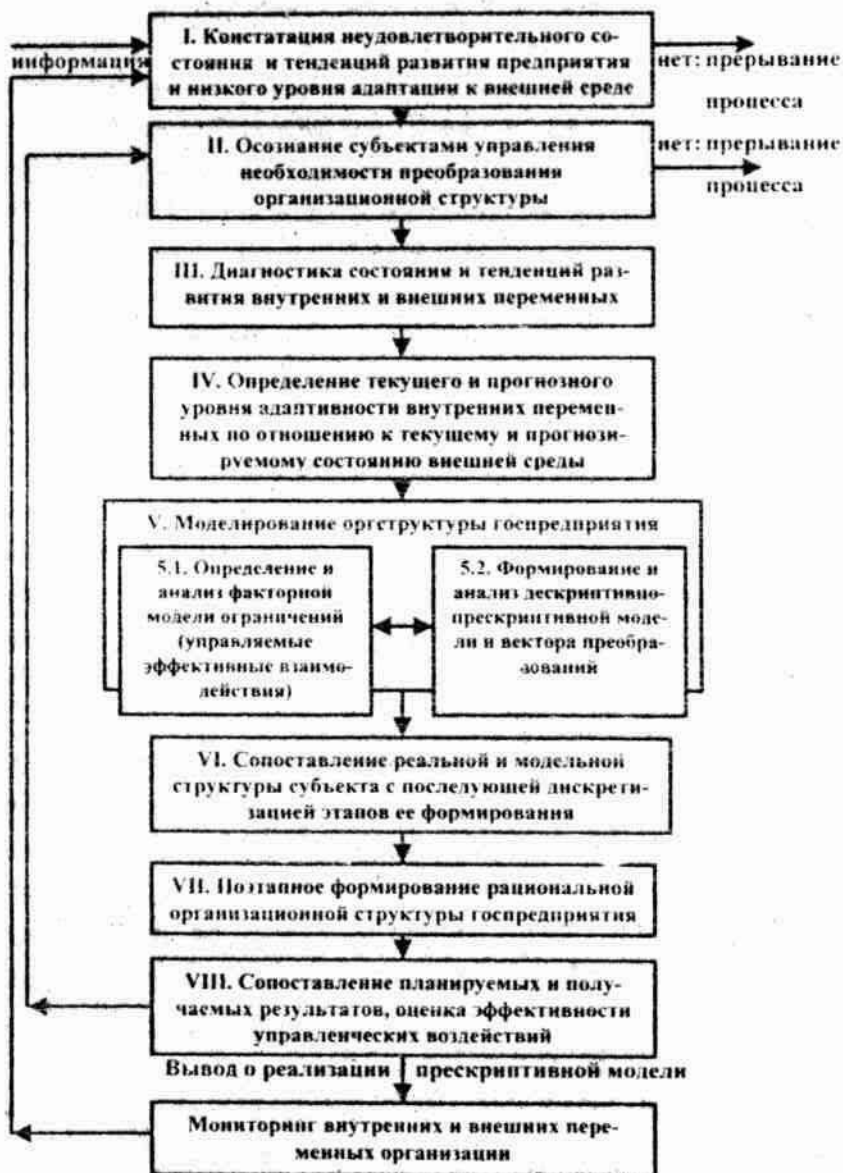 I. Констатация неудовлетворительного со-
стояния и тенденций развития предприятия
и низкого уровня адаптации к внешней среде
информация
нет: прерывание
процесса
II. Осознание субъектами управления
необходимости преобразования
организационной структуры
нет: прерывание
процесса
III. Диагностика состояния и тенденций раз-
вития внутренних и внешних переменных
IV. Определение текущего и прогнозного
уровня адаптивности внутренних перемен-
ных по отношению к текущему и прогнози-
руемому состоянию внешней среды
V. Моделирование оргструктуры госпредприятия
5.1. Определение и
анализ факторной
модели ограничений
(управляемые
эффективные взаимо-
действия)
5.2. Формирование и
анализ дескриптивно-
прескриптивной моде-
ли и вектора преобра-
зований
VI. Сопоставление реальной и модельной
структуры субъекта с последующей дискрети-
зацией этапов ее формирования
VII. Поэтапное формирование рациональной
организационной структуры госпредприятия
VIII. Сопоставление планируемых и полу-
чаемых результатов, оценка эффективности
управленческих воздействий
Вывод о реализации прескриптивной модели
Мониторинг внутренних и внешних пере-
менных организации